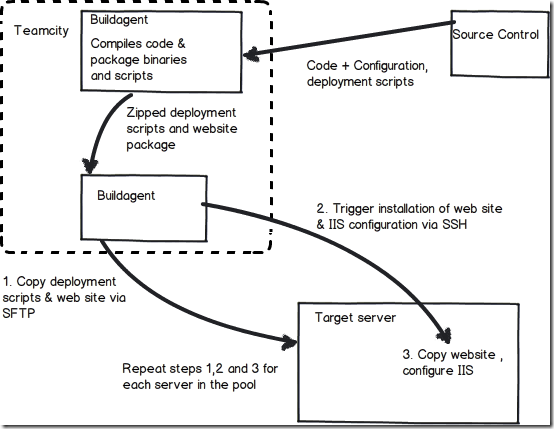 Teamcity
Buildagent
Compiles code &
package binaries
and scripts
Source Control
Code + Configuration,
deployment scripts
Zipped deployment
scripts and website
package
Buildagent
2. Trigger installation of web site
& IIS configuration via SSH
1. Copy deployment
scripts & web site via
SFTP
Target server
3. Copy website ,
configure IIS
Repeat steps 1,2 and 3 for
each server in the pool